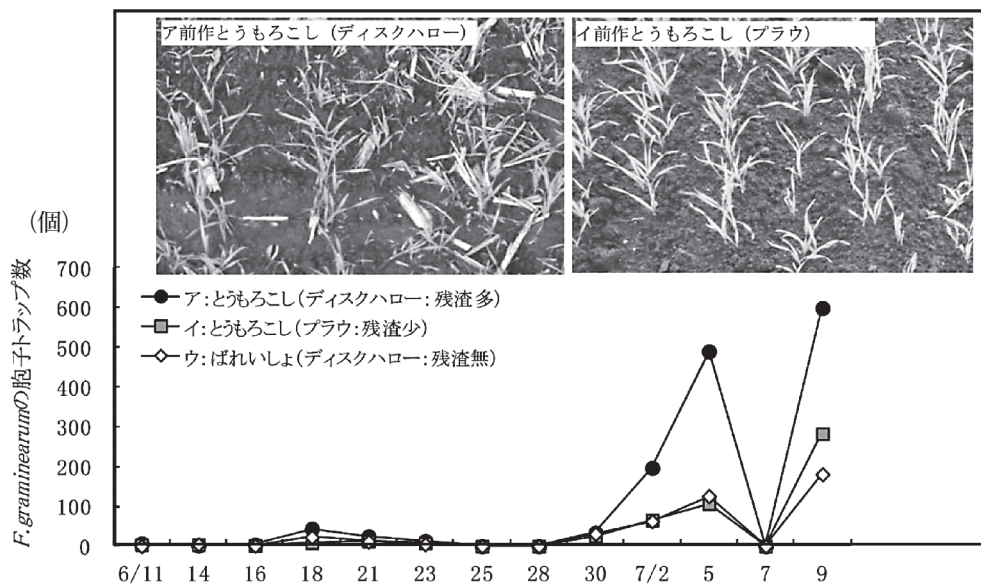 ア前作とうもろこし（ディスクハロー）
イ前作とうもろこし（プラウ）
(個)
F.graminearumの胞子トラップ数
700
600
500
400
300
200
100
0
ア:とうもろこし(ディスクハロー:残渣多)
イ:とうもろこし(プラウ:残渣少)
ウ:ばれいしょ(ディスクハロー:残渣無)
6/11 14 16 18 21 23 25 28 30 7/2 5 7 9